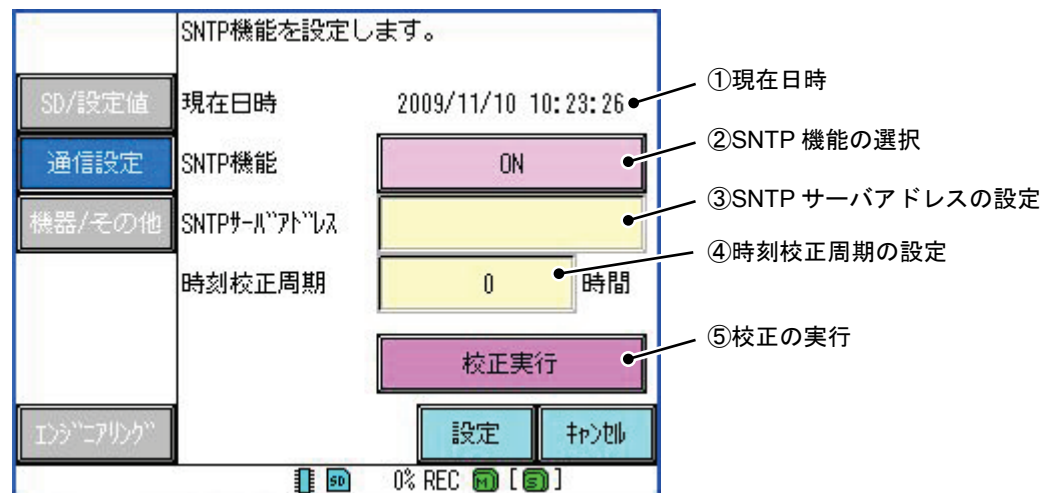 SNTP機能を設定します。
SD/設定値
現在日時 2009/11/10 10:23:26
①現在日時
通信設定
SNTP機能 ON
②SNTP 機能の選択
機器/その他
SNTPｻｰﾊﾞｱﾄﾞﾚｽ
③SNTP サーバアドレスの設定
時刻校正周期 0 時間
④時刻校正周期の設定
校正実行
⑤校正の実行
ｴﾝｼﾞﾆｱﾘﾝｸﾞ
設定 ｷｬﾝｾﾙ
SD 0% REC M [S]